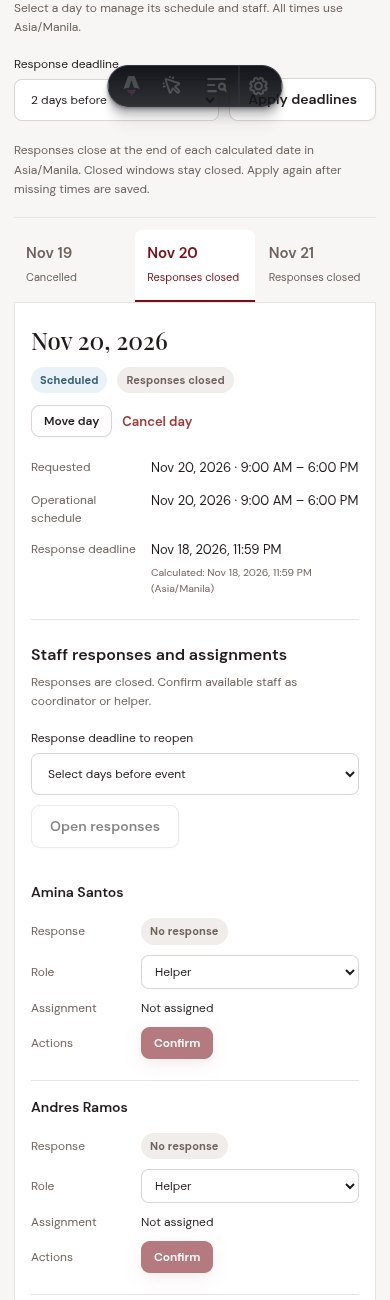 Select a day to manage its schedule and staff. All times use
Asia/Manila.
Response deadline
2 days before
Apply deadlines
Responses close at the end of each calculated date in
Asia/Manila. Closed windows stay closed. Apply again after
missing times are saved.
Nov 19
Cancelled
Nov 20
Responses closed
Nov 21
Responses closed
Nov 20, 2026
Scheduled
Responses closed
Move day
Cancel day
Requested
Nov 20, 2026 · 9:00 AM – 6:00 PM
Operational
schedule
Nov 20, 2026 · 9:00 AM – 6:00 PM
Response deadline
Nov 18, 2026, 11:59 PM
Calculated: Nov 18, 2026, 11:59 PM
(Asia/Manila)
Staff responses and assignments
Responses are closed. Confirm available staff as
coordinator or helper.
Response deadline to reopen
Select days before event
Open responses
Amina Santos
Response
No response
Role
Helper
Assignment
Not assigned
Actions
Confirm
Andres Ramos
Response
No response
Role
Helper
Assignment
Not assigned
Actions
Confirm